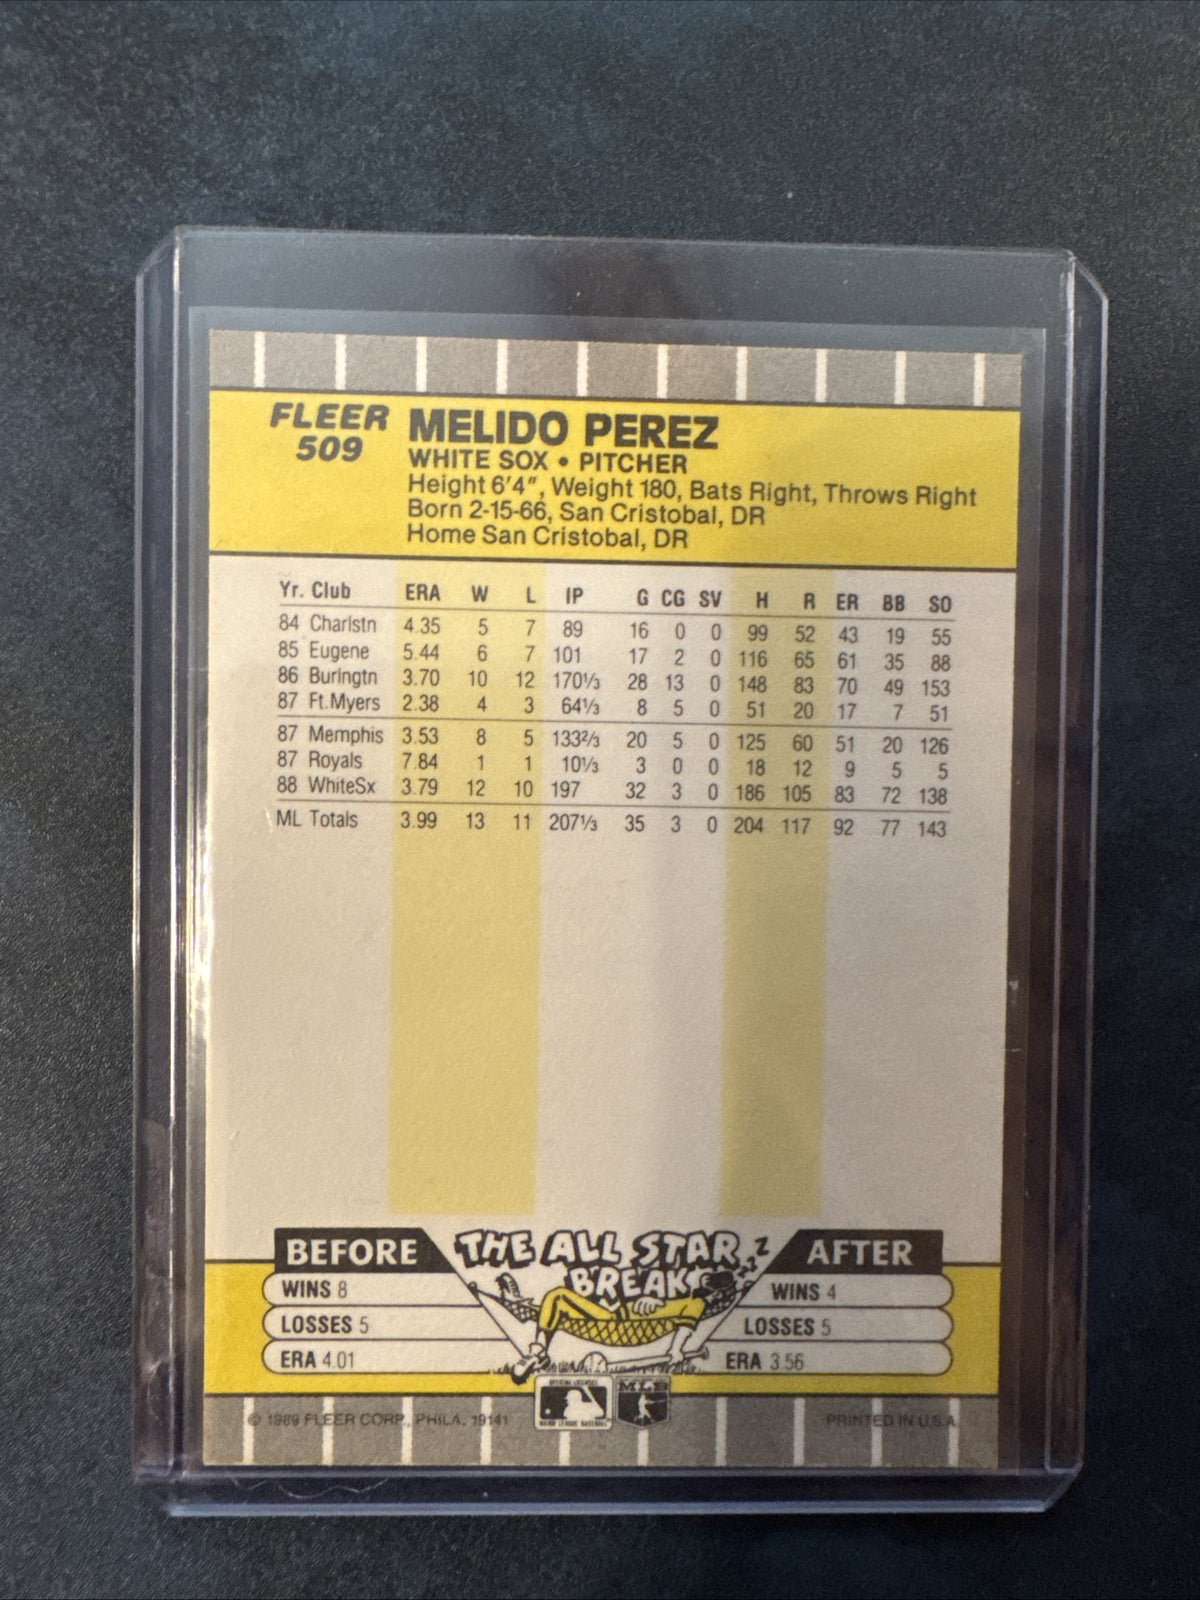 FLEER
509
MELIDO PEREZ
WHITE SOX • PITCHER
Height 6'4", Weight 180, Bats Right, Throws Right
Born 2-15-66, San Cristobal, DR
Home San Cristobal, DR
Yr. Club ERA W L IP G CG SV H R ER BB SO
84 Charlstn 4.35 5 7 89 16 0 0 99 52 43 19 55
85 Eugene 5.44 6 7 101 17 2 0 116 65 61 35 88
86 Burlngtn 3.70 10 12 170⅓ 28 13 0 148 83 70 49 153
87 Ft.Myers 2.38 4 3 64⅓ 8 5 0 51 20 17 7 51
87 Memphis 3.53 8 5 133⅔ 20 5 0 125 60 51 20 126
87 Royals 7.84 1 1 10⅓ 3 0 0 18 12 9 5 5
88 WhiteSx 3.79 12 10 197 32 3 0 186 105 83 72 138
ML Totals 3.99 13 11 207⅓ 35 3 0 204 117 92 77 143
BEFORE THE ALL STAR BREAK ZZZ AFTER
WINS 8 WINS 4
LOSSES 5 LOSSES 5
ERA 4.01 ERA 3.56
OFFICIAL LICENSEE
MAJOR LEAGUE BASEBALL
MLB
© 1989 FLEER CORP., PHILA. 19141 PRINTED IN U.S.A.